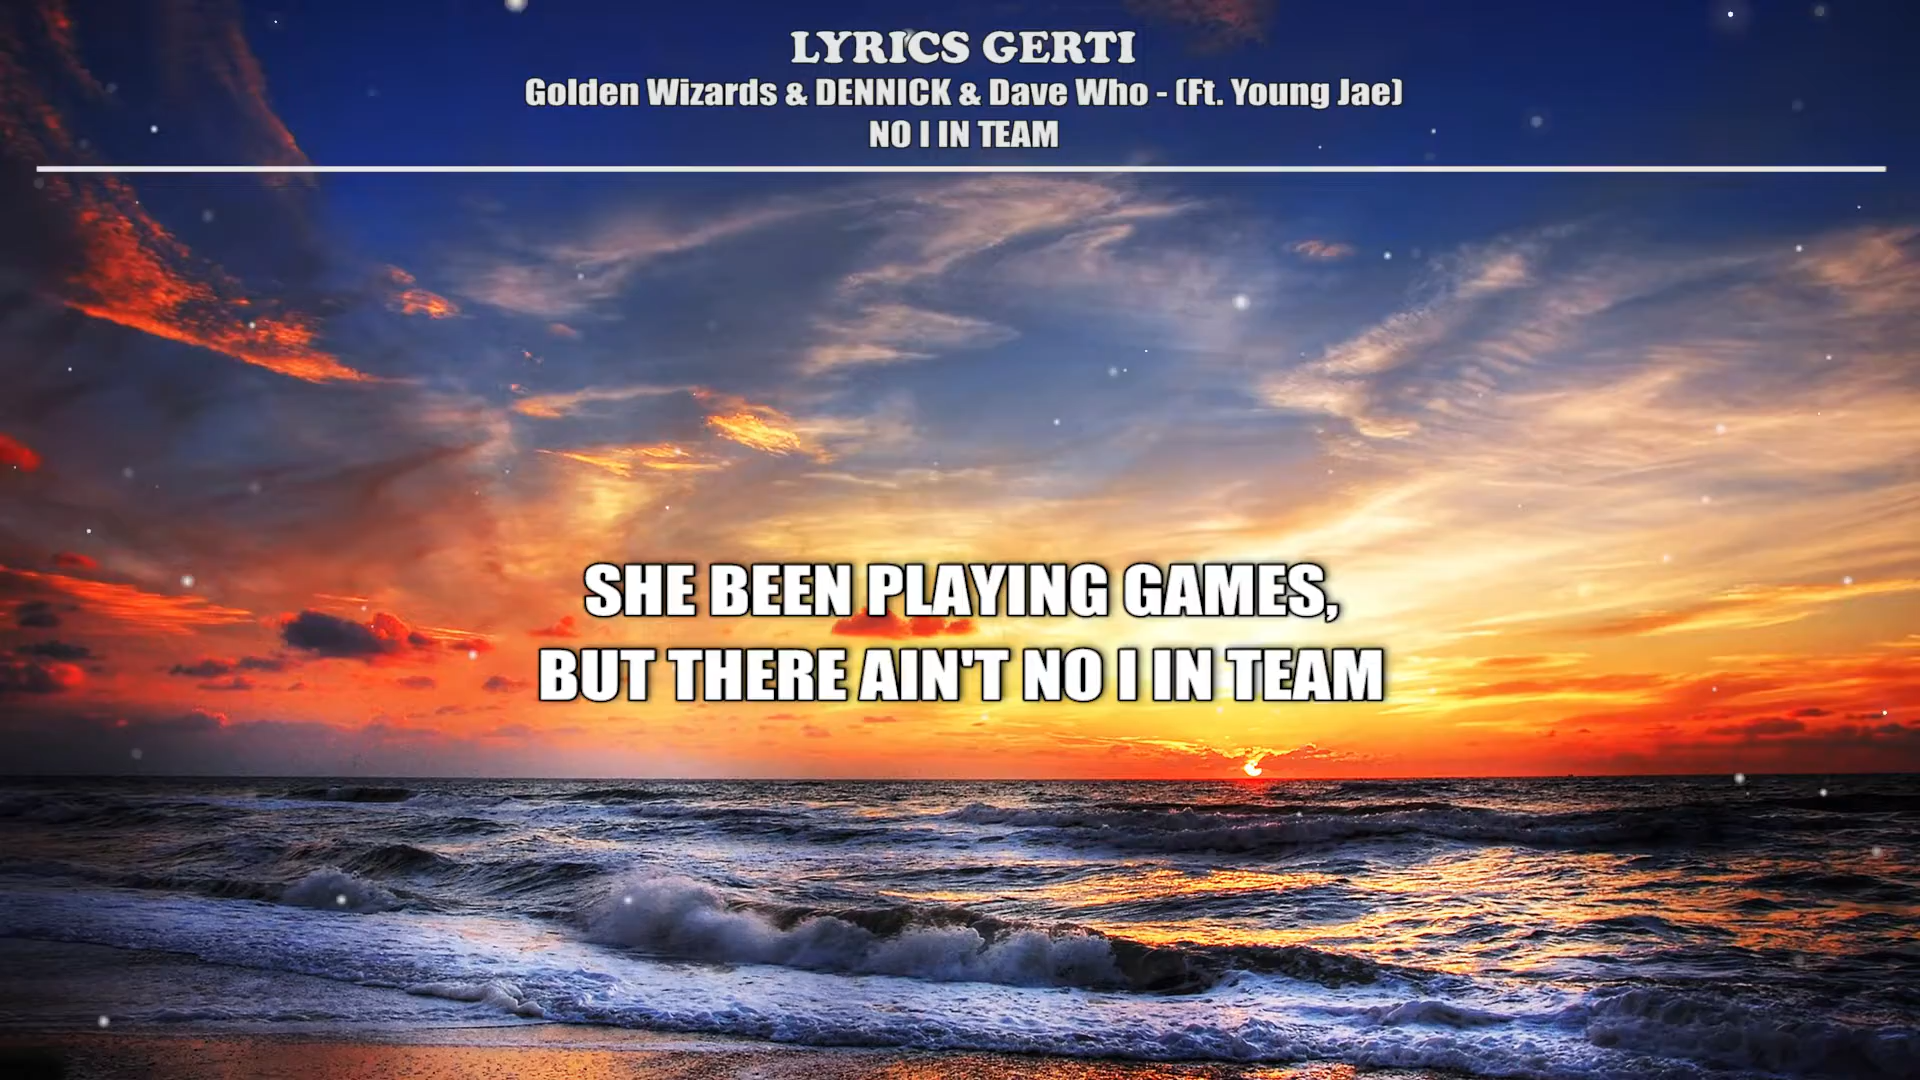 LYRICS GERTI
Golden Wizards & DENNICK & Dave Who - (Ft. Young Jae)
NO I IN TEAM
SHE BEEN PLAYING GAMES,
BUT THERE AIN'T NO I IN TEAM